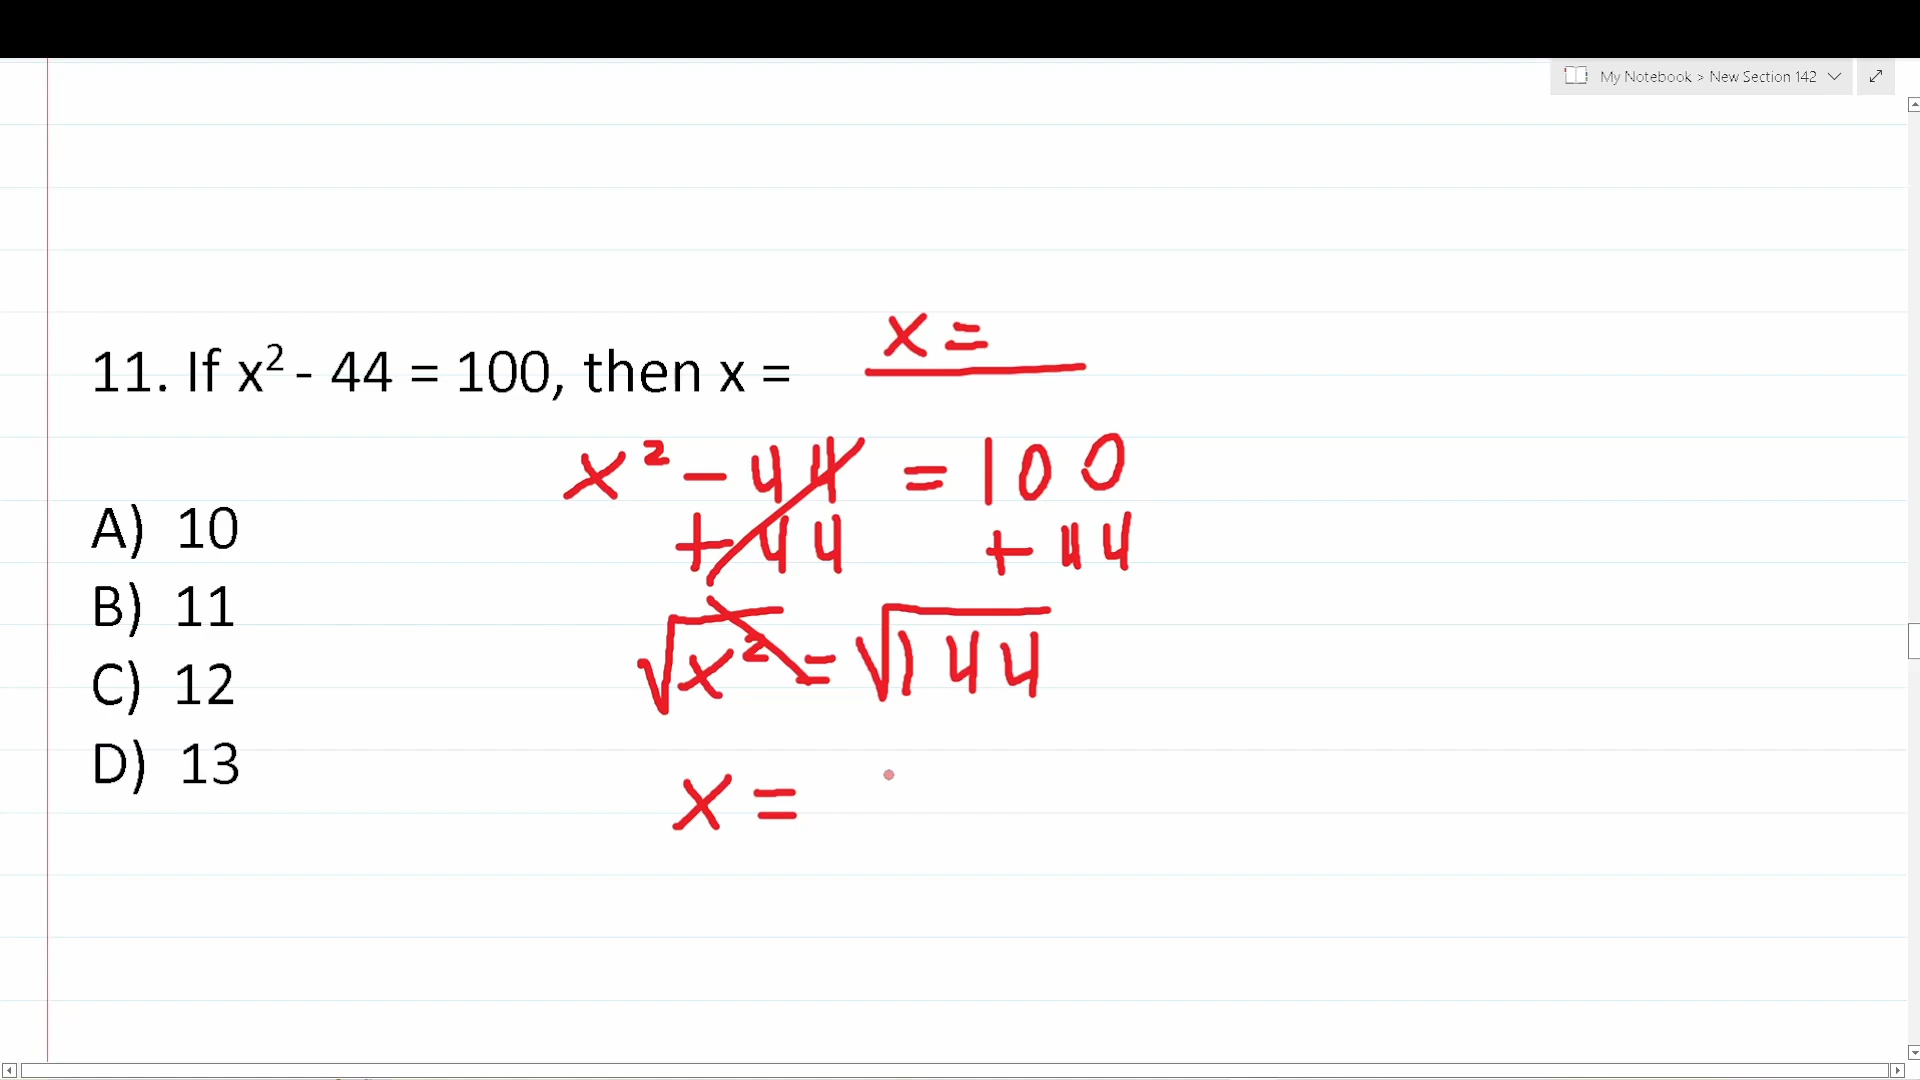 My Notebook > New Section 142
x =
11. If x² - 44 = 100, then x =
x² - 44 = 100
+ 44 + 44
√x² = √144
x =
A) 10
B) 11
C) 12
D) 13